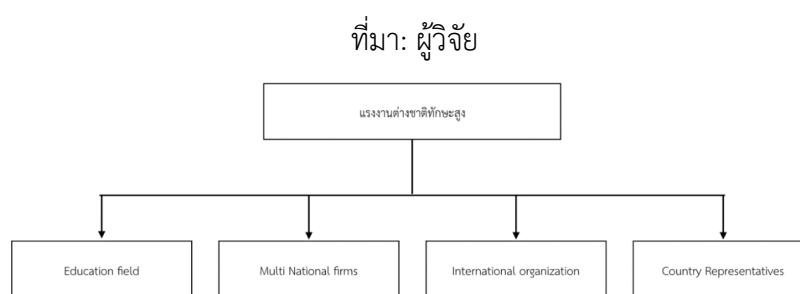 ที่มา: ผู้วิจัย
แรงงานต่างชาติทักษะสูง
Education field
Multi National firms
International organization
Country Representatives